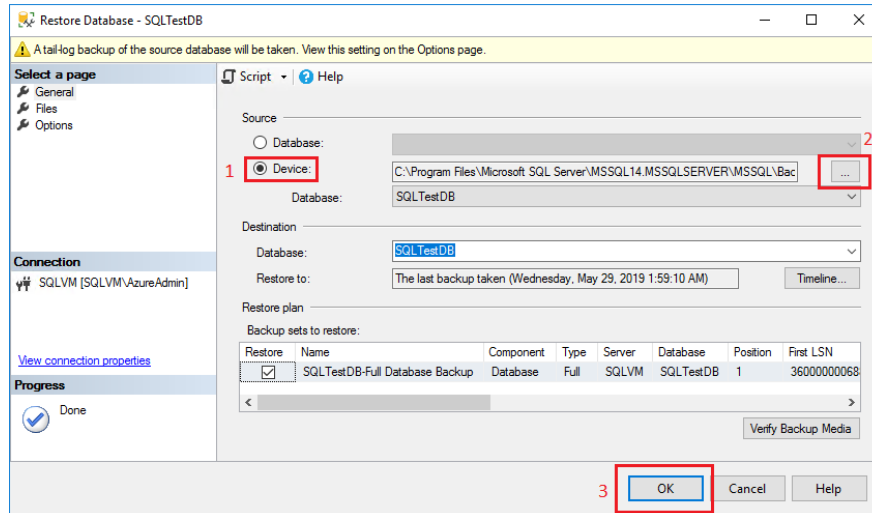 Restore Database - SQLTestDB
A tail-log backup of the source database will be taken. View this setting on the Options page.
Select a page
General
Files
Options
Script Help
Source
Database:
2
1 Device: C:\Program Files\Microsoft SQL Server\MSSQL14.MSSQLSERVER\MSSQL\Bac ...
Database: SQLTestDB
Destination
Database: SQLTestDB
Restore to: The last backup taken (Wednesday, May 29, 2019 1:59:10 AM) Timeline...
Restore plan
Backup sets to restore:
Restore Name Component Type Server Database Position First LSN
SQLTestDB-Full Database Backup Database Full SQLVM SQLTestDB 1 36000000068
Verify Backup Media
Connection
SQLVM [SQLVM\AzureAdmin]
View connection properties
Progress
Done
3 OK Cancel Help